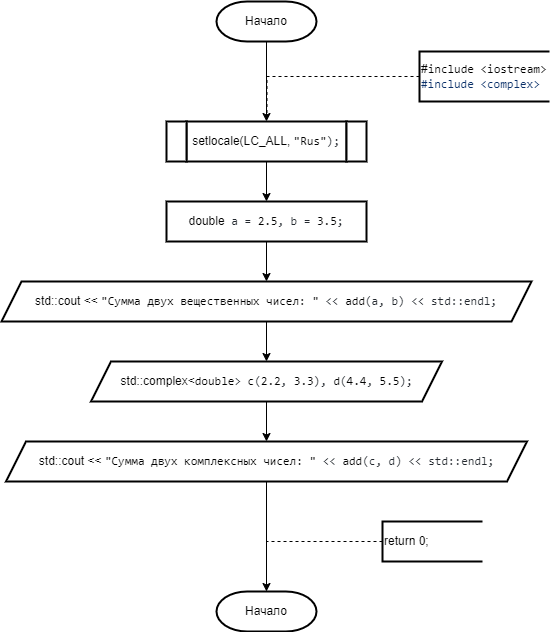 Начало
#include <iostream>
#include <complex>
setlocale(LC_ALL, "Rus");
double a = 2.5, b = 3.5;
std::cout << "Сумма двух вещественных чисел: " << add(a, b) << std::endl;
std::complex<double> c(2.2, 3.3), d(4.4, 5.5);
std::cout << "Сумма двух комплексных чисел: " << add(c, d) << std::endl;
return 0;
Начало